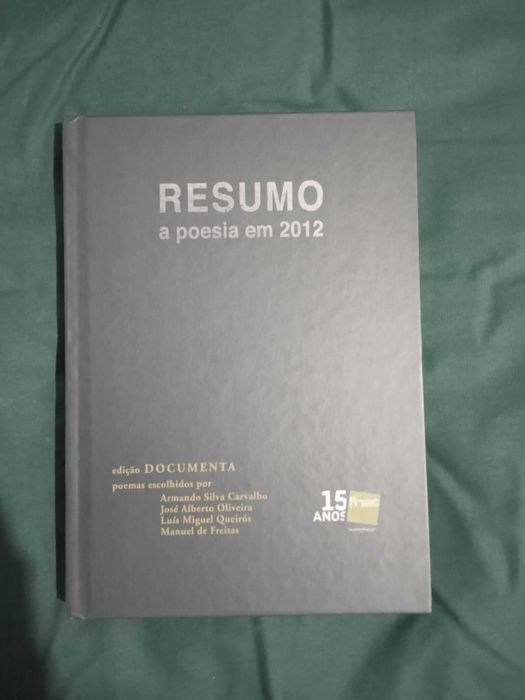 RESUMO
a poesia em 2012
edição DOCUMENTA
poemas escolhidos por
Armando Silva Carvalho
José Alberto Oliveira
Luís Miguel Queirós
Manuel de Freitas
15
ANOS
fnac